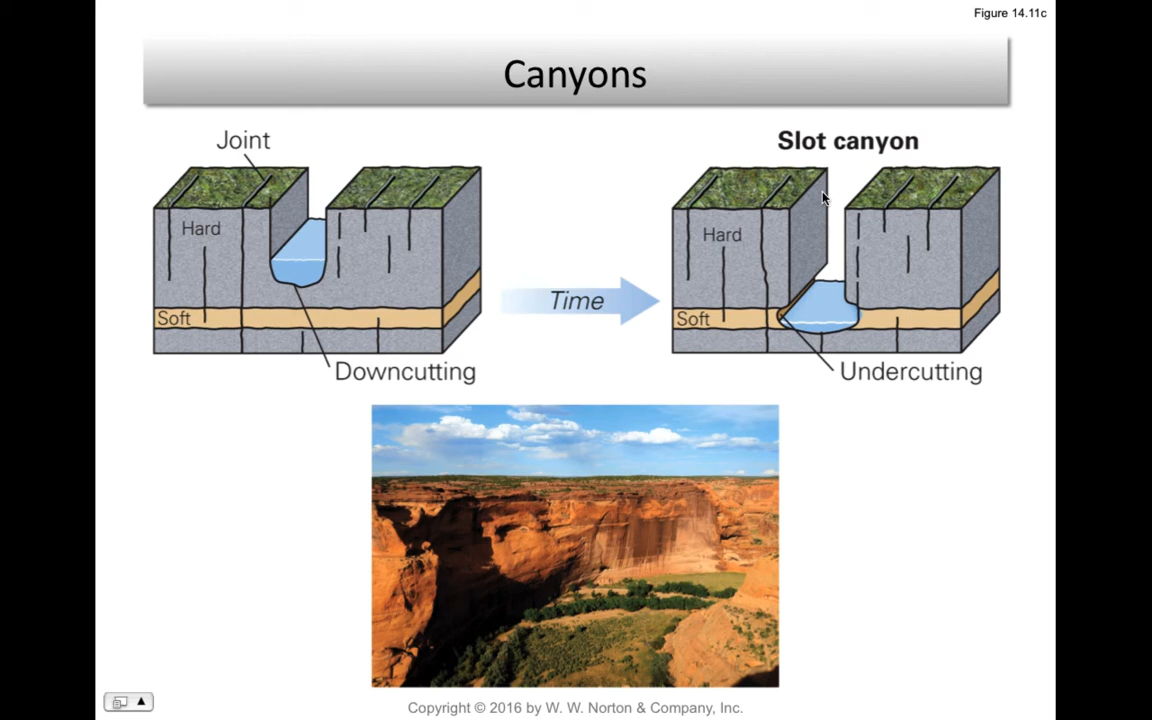 Figure 14.11c
Canyons
Joint
Slot canyon
Hard
Hard
Soft
Time
Soft
Downcutting
Undercutting
Copyright © 2016 by W. W. Norton & Company, Inc.